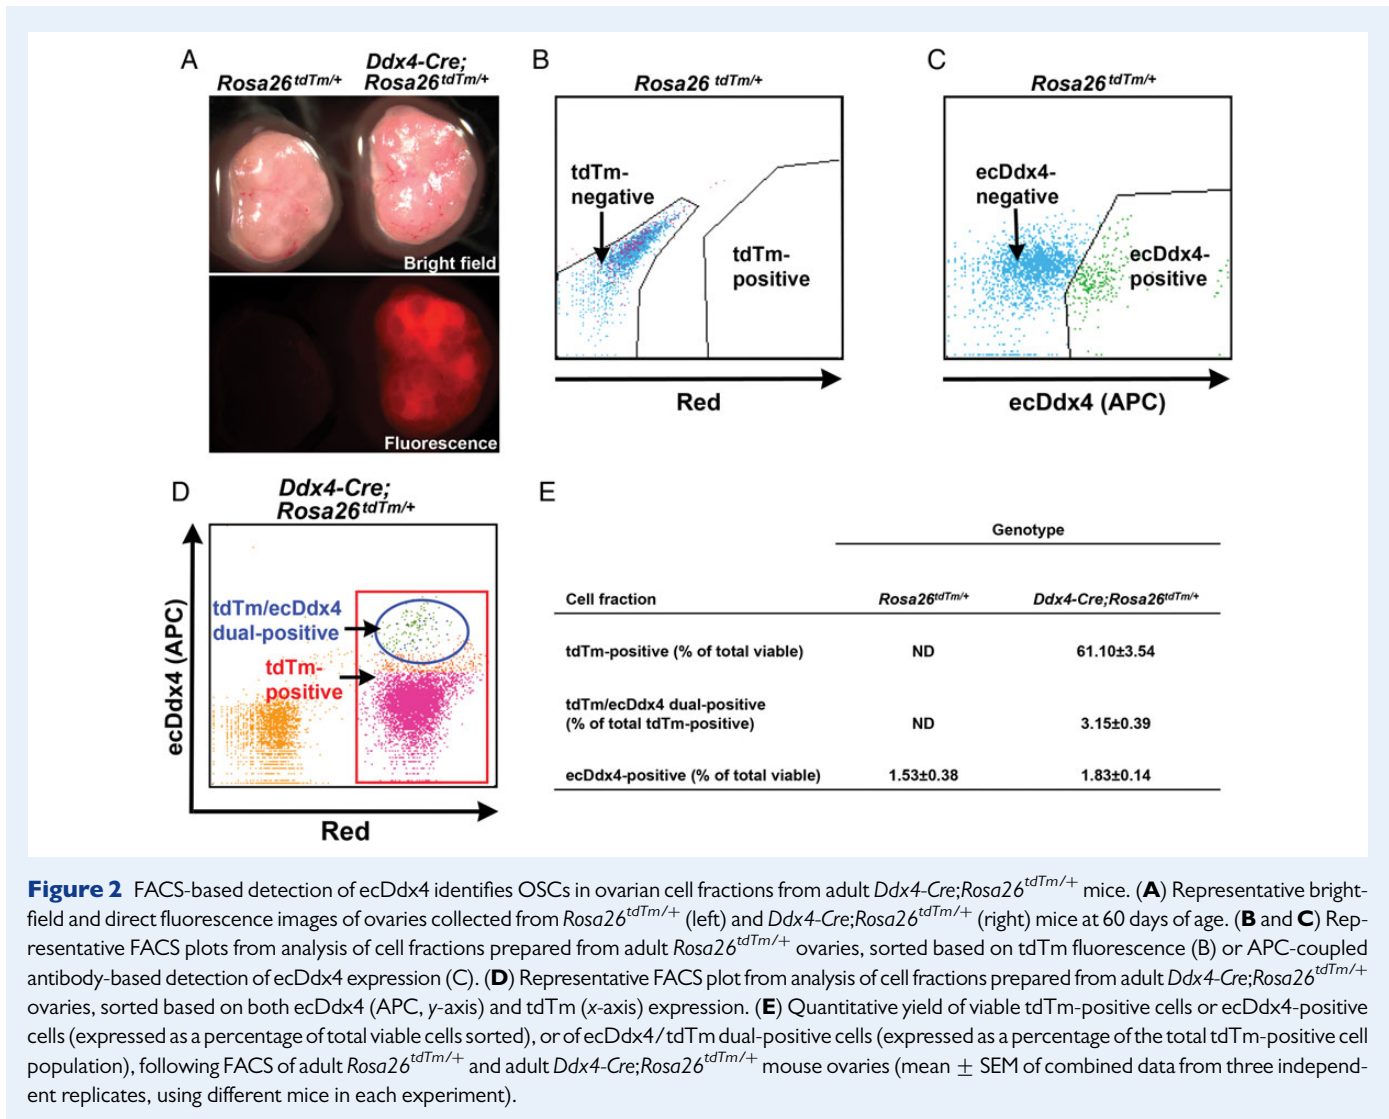 A
Rosa26tdTm/+
Ddx4-Cre;
Rosa26tdTm/+
Bright field
Fluorescence
B
Rosa26 tdTm/+
tdTm-
negative
tdTm-
positive
Red
C
Rosa26tdTm/+
ecDdx4-
negative
ecDdx4-
positive
ecDdx4 (APC)
D
Ddx4-Cre;
Rosa26tdTm/+
tdTm/ecDdx4
dual-positive
tdTm-
positive
ecDdx4 (APC)
Red
E
Genotype
Cell fraction Rosa26tdTm/+ Ddx4-Cre;Rosa26tdTm/+
tdTm-positive (% of total viable) ND 61.10±3.54
tdTm/ecDdx4 dual-positive
(% of total tdTm-positive) ND 3.15±0.39
ecDdx4-positive (% of total viable) 1.53±0.38 1.83±0.14
Figure 2 FACS-based detection of ecDdx4 identifies OSCs in ovarian cell fractions from adult Ddx4-Cre;Rosa26tdTm/+ mice. (A) Representative bright-
field and direct fluorescence images of ovaries collected from Rosa26tdTm/+ (left) and Ddx4-Cre;Rosa26tdTm/+ (right) mice at 60 days of age. (B and C) Rep-
resentative FACS plots from analysis of cell fractions prepared from adult Rosa26tdTm/+ ovaries, sorted based on tdTm fluorescence (B) or APC-coupled
antibody-based detection of ecDdx4 expression (C). (D) Representative FACS plot from analysis of cell fractions prepared from adult Ddx4-Cre;Rosa26tdTm/+
ovaries, sorted based on both ecDdx4 (APC, y-axis) and tdTm (x-axis) expression. (E) Quantitative yield of viable tdTm-positive cells or ecDdx4-positive
cells (expressed as a percentage of total viable cells sorted), or of ecDdx4/tdTm dual-positive cells (expressed as a percentage of the total tdTm-positive cell
population), following FACS of adult Rosa26tdTm/+ and adult Ddx4-Cre;Rosa26tdTm/+ mouse ovaries (mean ± SEM of combined data from three independ-
ent replicates, using different mice in each experiment).